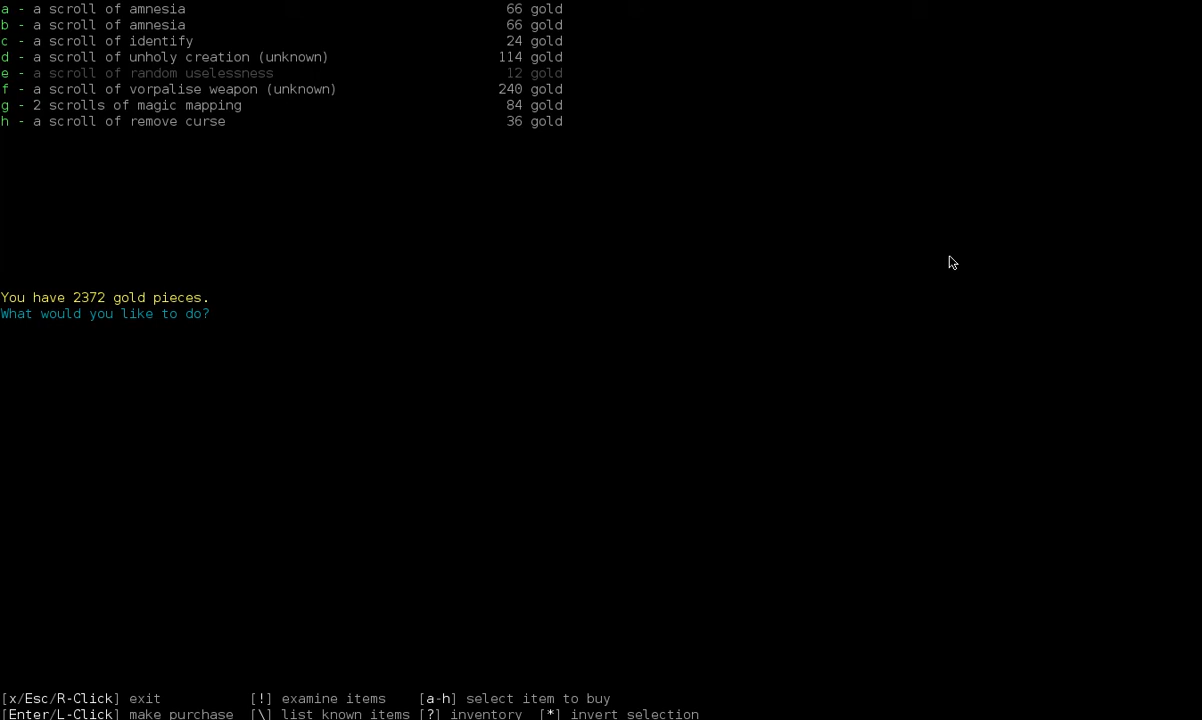 a - a scroll of amnesia 66 gold
b - a scroll of amnesia 66 gold
c - a scroll of identify 24 gold
d - a scroll of unholy creation (unknown) 114 gold
e - a scroll of random uselessness 12 gold
f - a scroll of vorpalise weapon (unknown) 240 gold
g - 2 scrolls of magic mapping 84 gold
h - a scroll of remove curse 36 gold
You have 2372 gold pieces.
What would you like to do?
[x/Esc/R-Click] exit [!] examine items [a-h] select item to buy
[Enter/L-Click] make purchase [\] list known items [?] inventory [*] invert selection